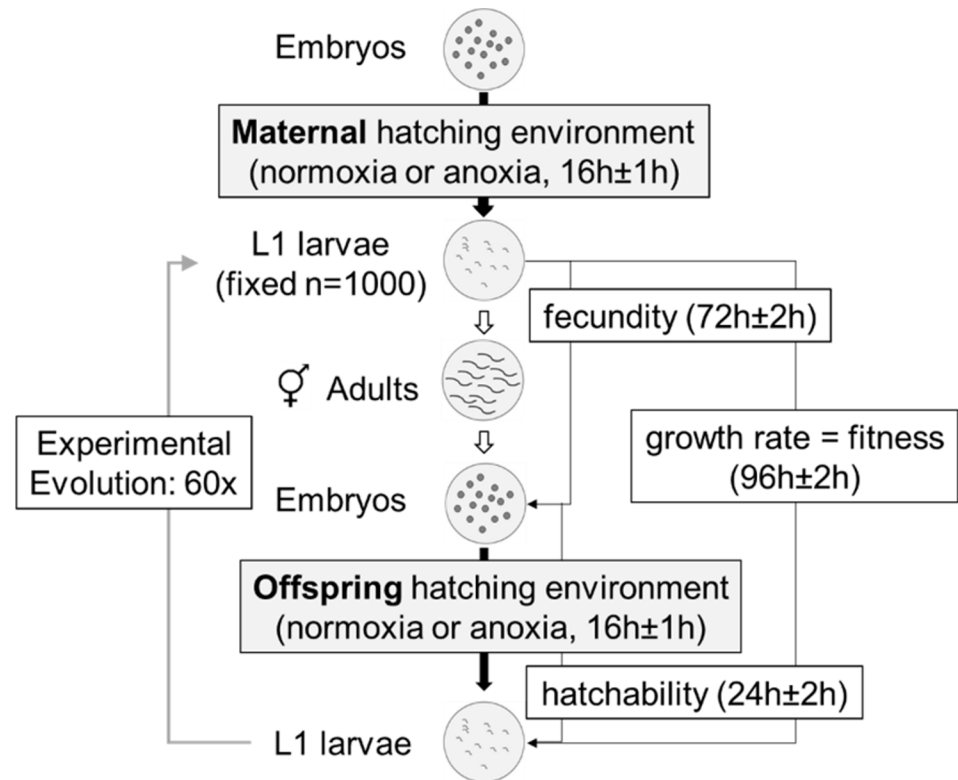 Embryos
Maternal hatching environment
(normoxia or anoxia, 16h±1h)
L1 larvae
(fixed n=1000)
fecundity (72h±2h)
⚥ Adults
Experimental
Evolution: 60x
growth rate = fitness
(96h±2h)
Embryos
Offspring hatching environment
(normoxia or anoxia, 16h±1h)
hatchability (24h±2h)
L1 larvae